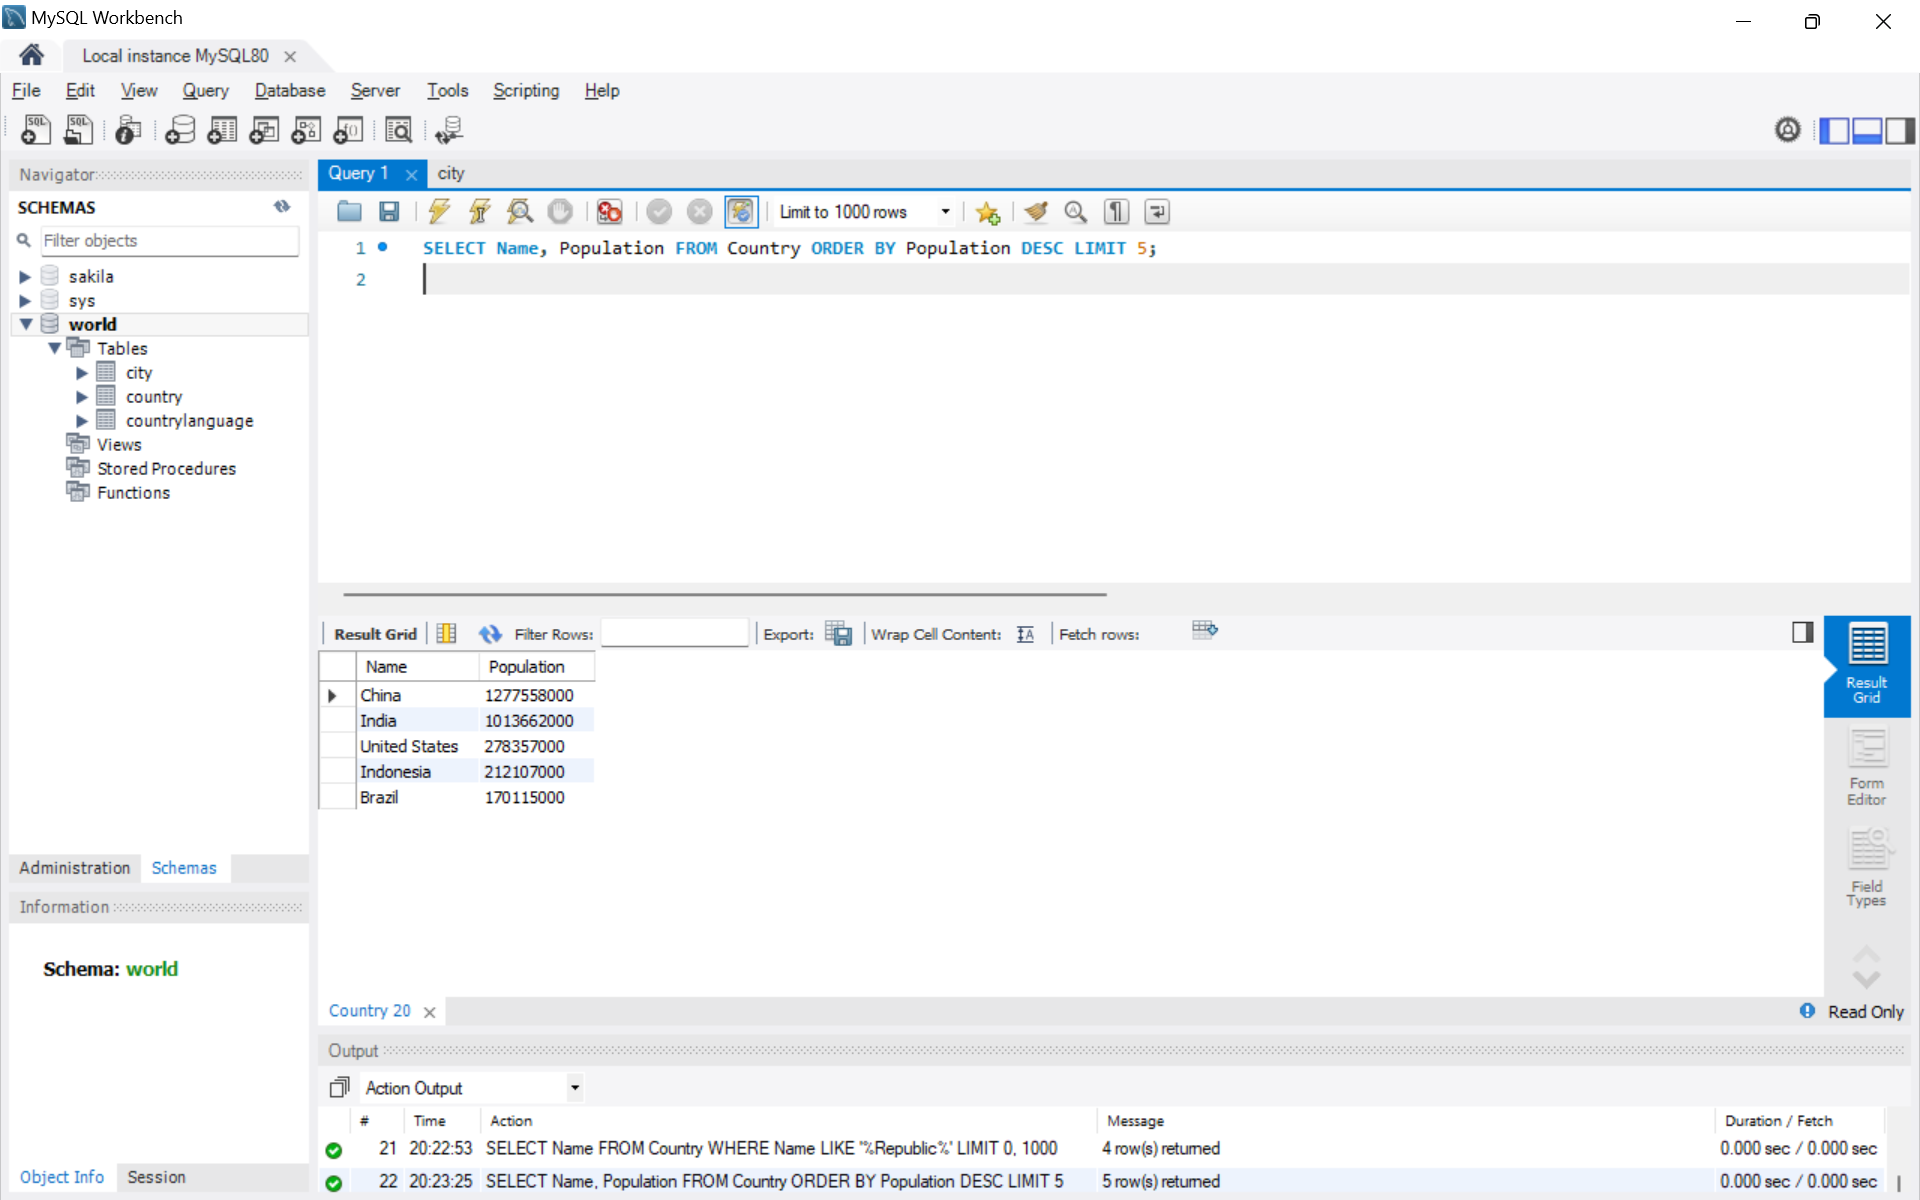 MySQL Workbench
Local instance MySQL80
File Edit View Query Database Server Tools Scripting Help
Navigator
SCHEMAS
Filter objects
sakila
sys
world
Tables
city
country
countrylanguage
Views
Stored Procedures
Functions
Administration Schemas
Information
Schema: world
Object Info Session
Query 1 city
Limit to 1000 rows
1 SELECT Name, Population FROM Country ORDER BY Population DESC LIMIT 5;
2
Result Grid Filter Rows: Export: Wrap Cell Content: Fetch rows:
Name Population
China 1277558000
India 1013662000
United States 278357000
Indonesia 212107000
Brazil 170115000
Result
Grid
Form
Editor
Field
Types
Country 20 Read Only
Output
Action Output
# Time Action Message Duration / Fetch
21 20:22:53 SELECT Name FROM Country WHERE Name LIKE "%Republic%" LIMIT 0, 1000 4 row(s) returned 0.000 sec / 0.000 sec
22 20:23:25 SELECT Name, Population FROM Country ORDER BY Population DESC LIMIT 5 5 row(s) returned 0.000 sec / 0.000 sec